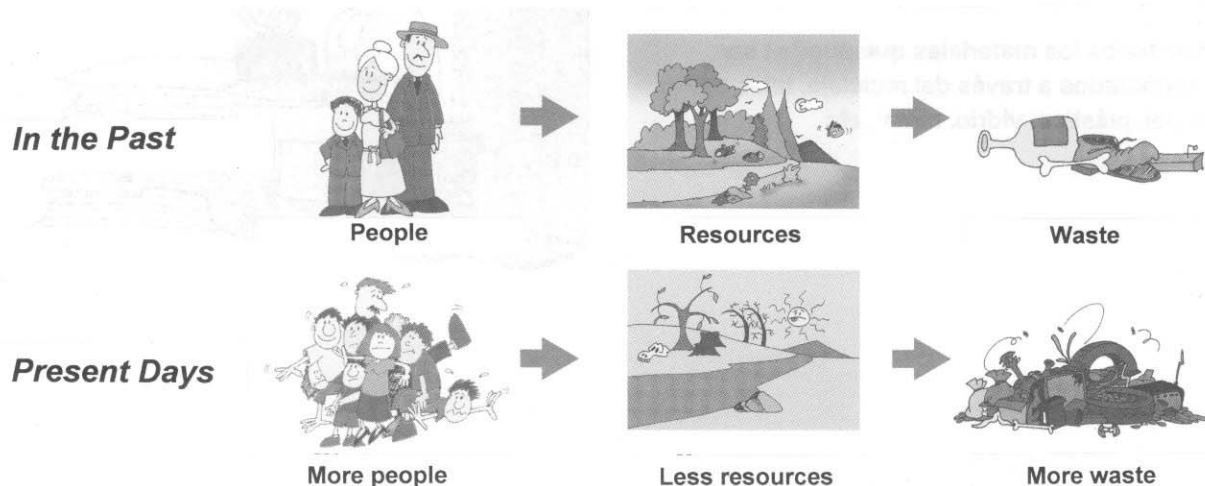 In the Past
People
Resources
Waste
Present Days
More people
Less resources
More waste